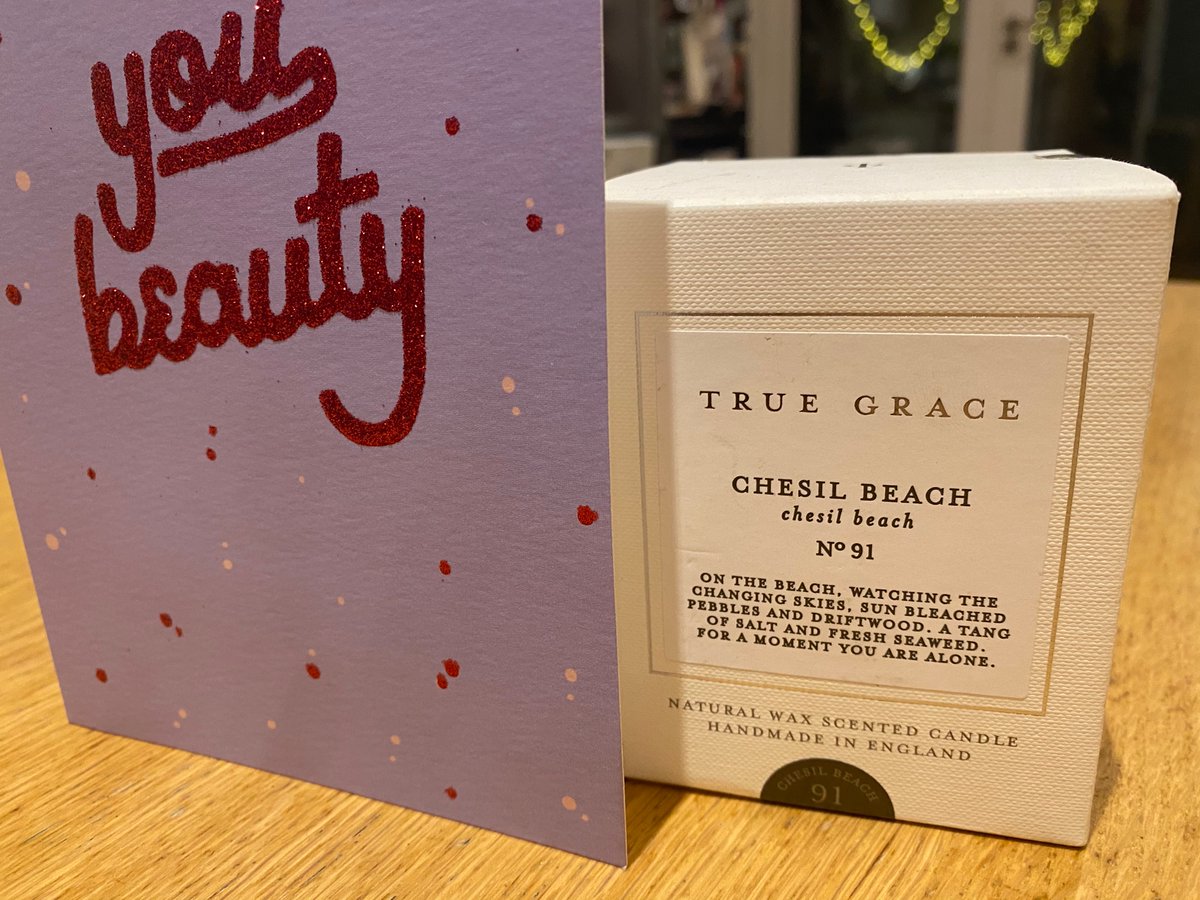 you
beauty
TRUE GRACE
CHESIL BEACH
chesil beach
Nº 91
ON THE BEACH, WATCHING THE
CHANGING SKIES, SUN BLEACHED
PEBBLES AND DRIFTWOOD. A TANG
OF SALT AND FRESH SEAWEED.
FOR A MOMENT YOU ARE ALONE.
NATURAL WAX SCENTED CANDLE
HANDMADE IN ENGLAND
CHESIL BEACH
91